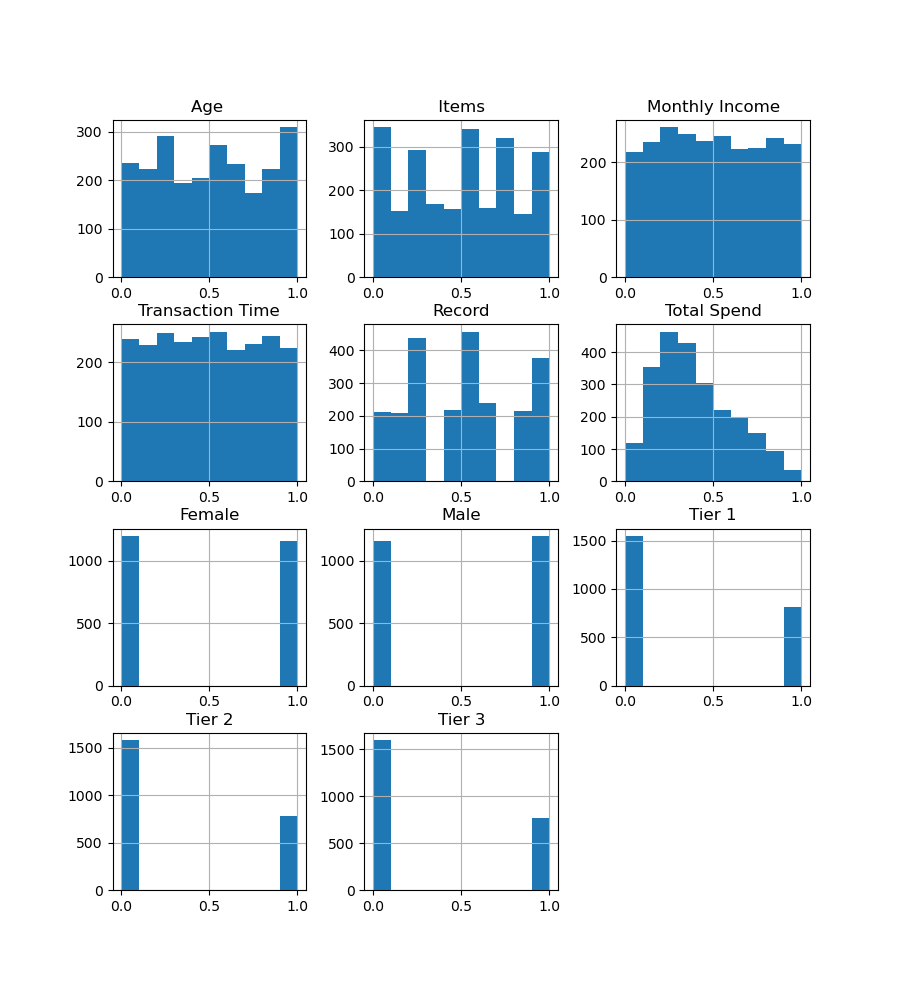 Age Items Monthly Income
300 300 200
200 200 100
100 100 0
0 0
0.0 0.5 1.0 0.0 0.5 1.0 0.0 0.5 1.0
Transaction Time Record Total Spend
200 400 400
100 300 300
0 200 200
100 100
0 0
0.0 0.5 1.0 0.0 0.5 1.0 0.0 0.5 1.0
Female Male Tier 1
1000 1000 1500
500 500 1000
0 0 500
0
0.0 0.5 1.0 0.0 0.5 1.0 0.0 0.5 1.0
Tier 2 Tier 3
1500 1500
1000 1000
500 500
0 0
0.0 0.5 1.0 0.0 0.5 1.0